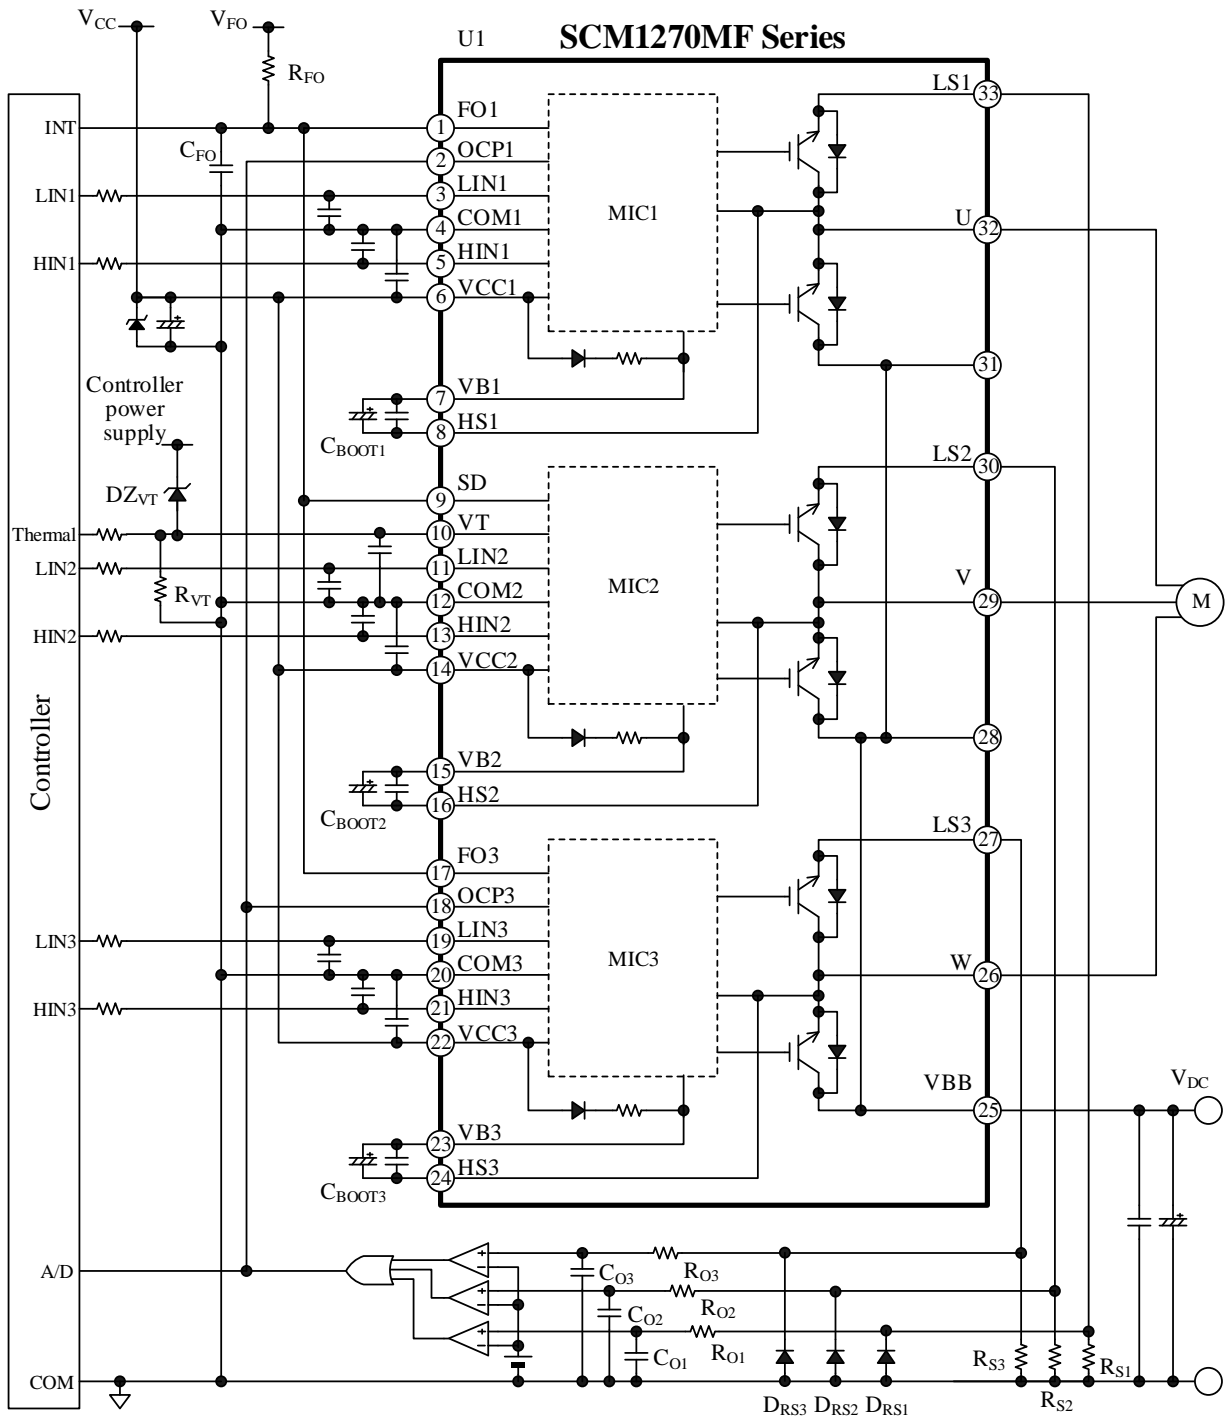 VCC
VFO
U1
SCM1270MF Series
RFO
LS1
33
FO1
INT
1
CFO
OCP1
2
LIN1
LIN1
3
MIC1
COM1
4
U
32
HIN1
HIN1
5
VCC1
6
31
Controller
power
supply
VB1
7
HS1
8
CBOOT1
LS2
30
SD
9
DZVT
VT
Thermal
10
LIN2
LIN2
11
V
RVT
COM2
12
MIC2
29
M
HIN2
HIN2
13
VCC2
14
Controller
28
VB2
15
HS2
16
CBOOT2
LS3
27
FO3
17
OCP3
18
LIN3
LIN3
19
COM3
20
MIC3
W
26
HIN3
HIN3
21
VCC3
22
VBB
25
VDC
VB3
23
HS3
24
CBOOT3
A/D
CO3
RO3
CO2
RO2
CO1
RO1
RS3
RS1
COM
RS2
DRS3 DRS2 DRS1